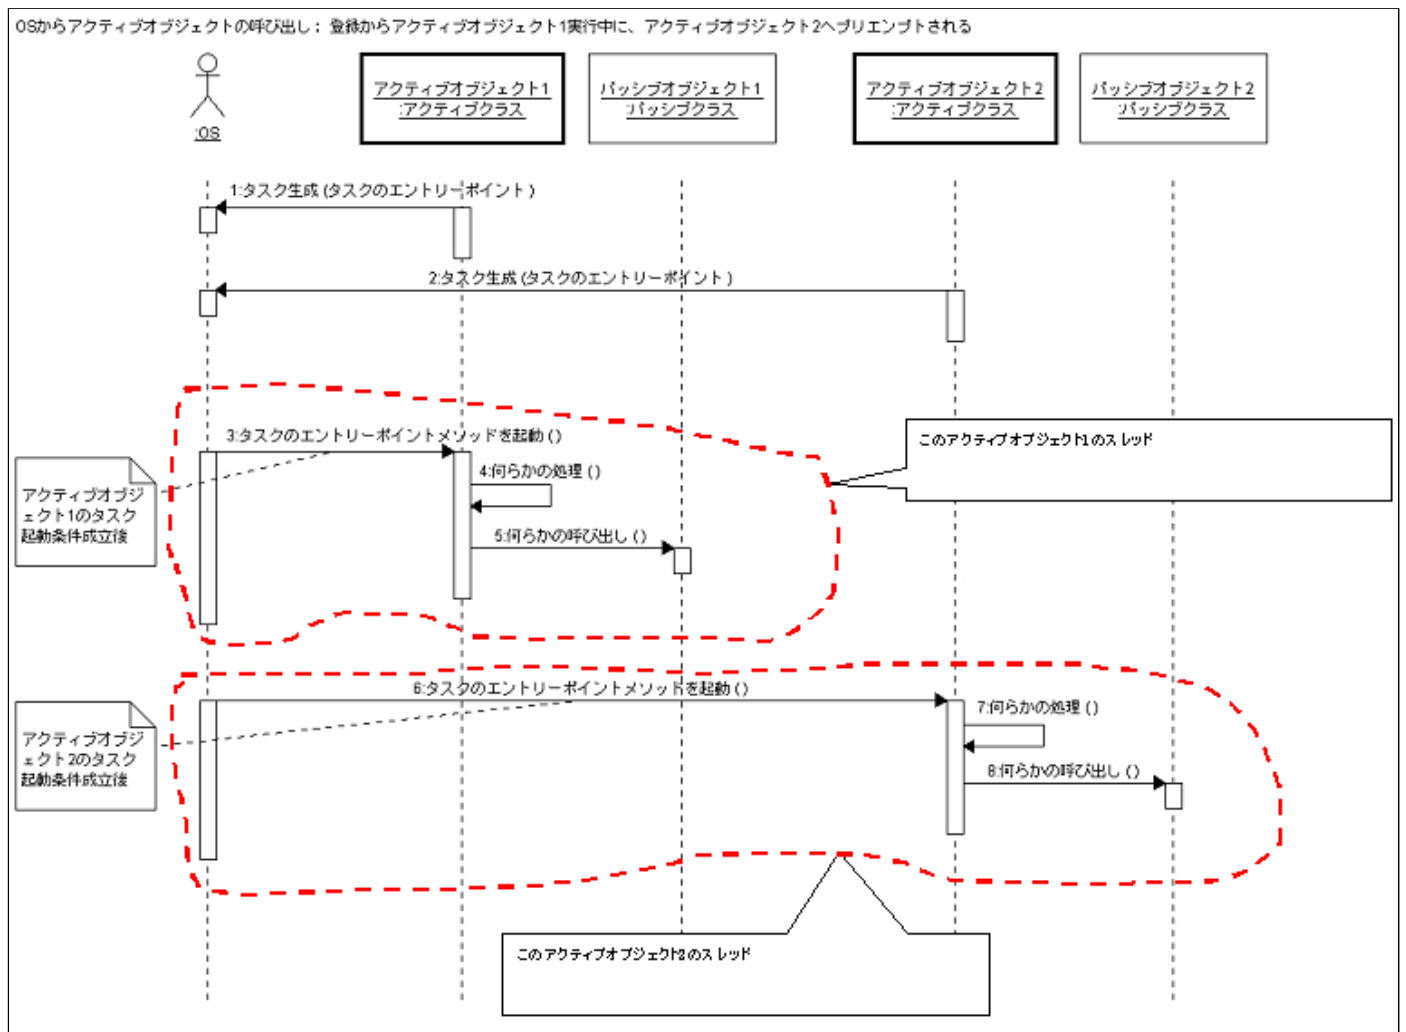 OSからアクティブオブジェクトの呼び出し： 登録からアクティブオブジェクト1実行中に、アクティブオブジェクト2へプリエンプトされる
:OS
アクティブオブジェクト1
:アクティブクラス
パッシブオブジェクト1
:パッシブクラス
アクティブオブジェクト2
:アクティブクラス
パッシブオブジェクト2
:パッシブクラス
1:タスク生成 (タスクのエントリーポイント )
2:タスク生成 (タスクのエントリーポイント )
3:タスクのエントリーポイントメソッドを起動 ()
このアクティブオブジェクト1のスレッド
アクティブオブジ
ェクト1のタスク
起動条件成立後
4:何らかの処理 ()
5:何らかの呼び出し ()
6:タスクのエントリーポイントメソッドを起動 ()
アクティブオブジ
ェクト2のタスク
起動条件成立後
7:何らかの処理 ()
8:何らかの呼び出し ()
このアクティブオブジェクト2のスレッド